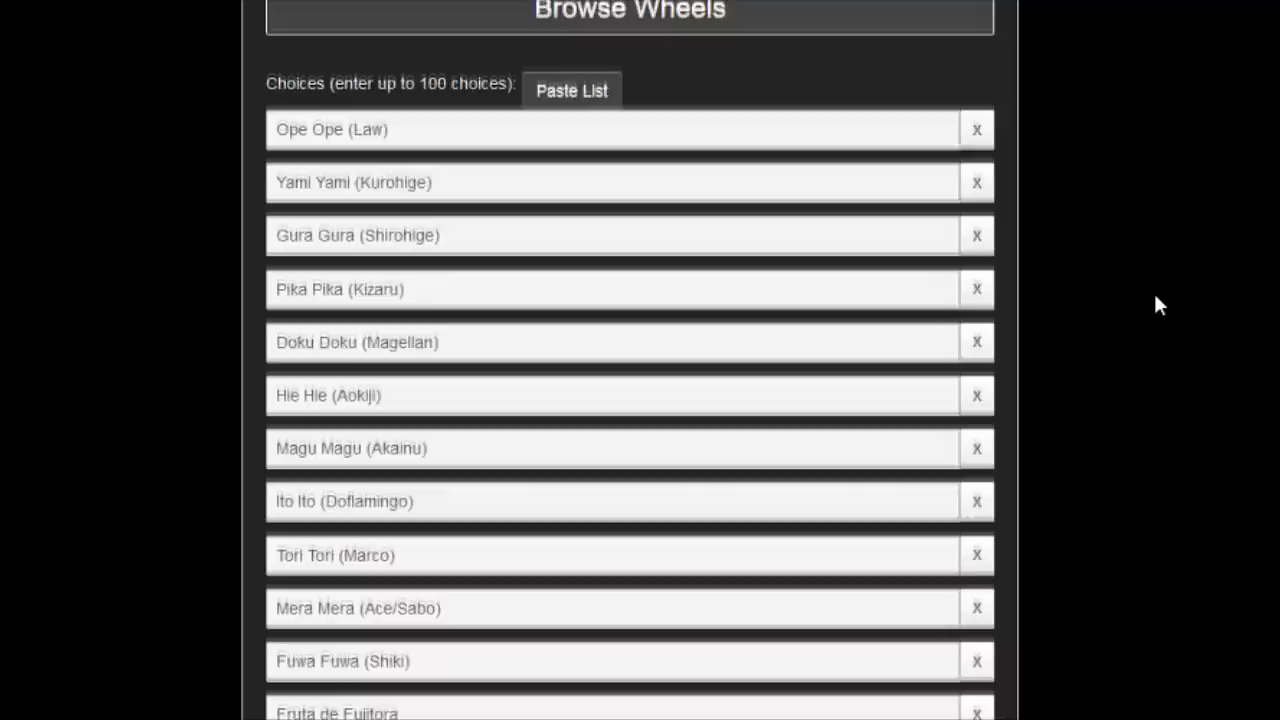 Browse Wheels
Choices (enter up to 100 choices):
Paste List
Ope Ope (Law)
X
Yami Yami (Kurohige)
X
Gura Gura (Shirohige)
X
Pika Pika (Kizaru)
X
Doku Doku (Magellan)
X
Hie Hie (Aokiji)
X
Magu Magu (Akainu)
X
Ito Ito (Doflamingo)
X
Tori Tori (Marco)
X
Mera Mera (Ace/Sabo)
X
Fuwa Fuwa (Shiki)
X
Fruta de Fujitora
X